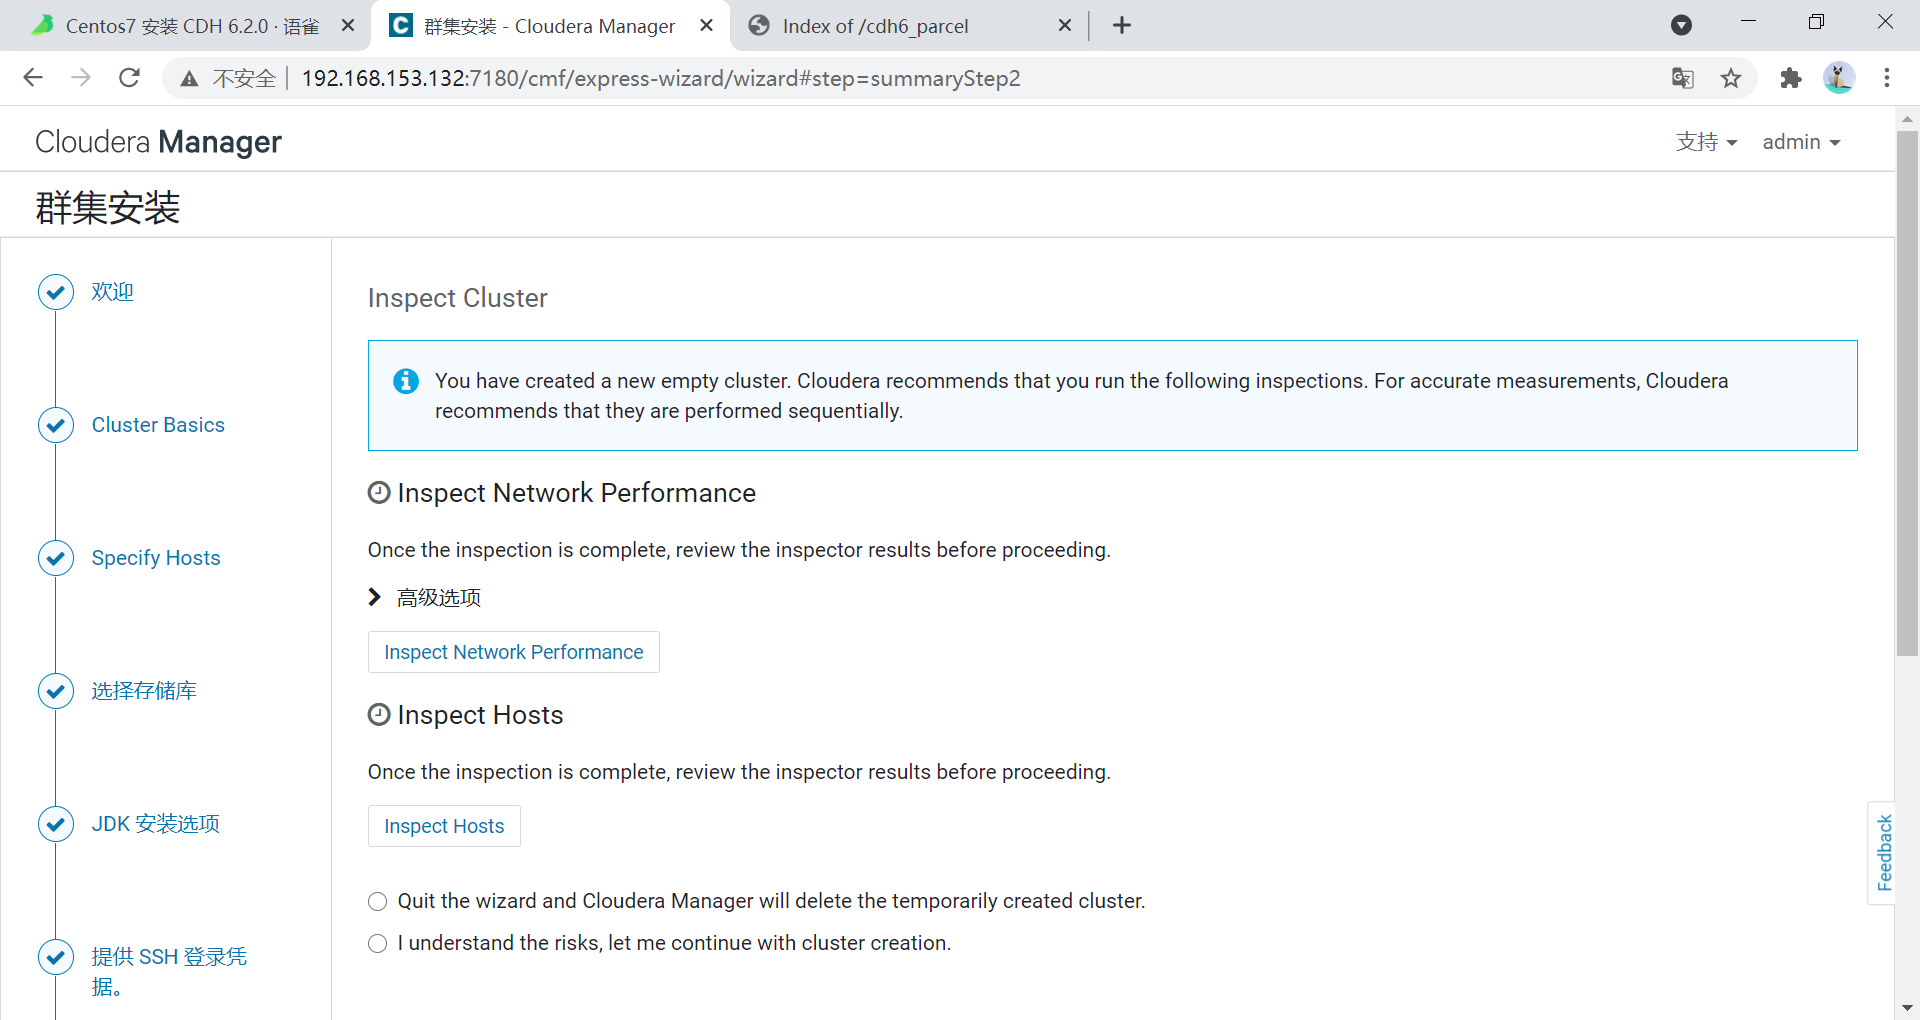 Centos7 安装 CDH 6.2.0 · 语雀
群集安装 - Cloudera Manager
Index of /cdh6_parcel
不安全
192.168.153.132:7180/cmf/express-wizard/wizard#step=summaryStep2
Cloudera Manager
支持
admin
群集安装
欢迎
Cluster Basics
Specify Hosts
选择存储库
JDK 安装选项
提供 SSH 登录凭
据。
Inspect Cluster
You have created a new empty cluster. Cloudera recommends that you run the following inspections. For accurate measurements, Cloudera
recommends that they are performed sequentially.
Inspect Network Performance
Once the inspection is complete, review the inspector results before proceeding.
高级选项
Inspect Network Performance
Inspect Hosts
Once the inspection is complete, review the inspector results before proceeding.
Inspect Hosts
Quit the wizard and Cloudera Manager will delete the temporarily created cluster.
I understand the risks, let me continue with cluster creation.
Feedback